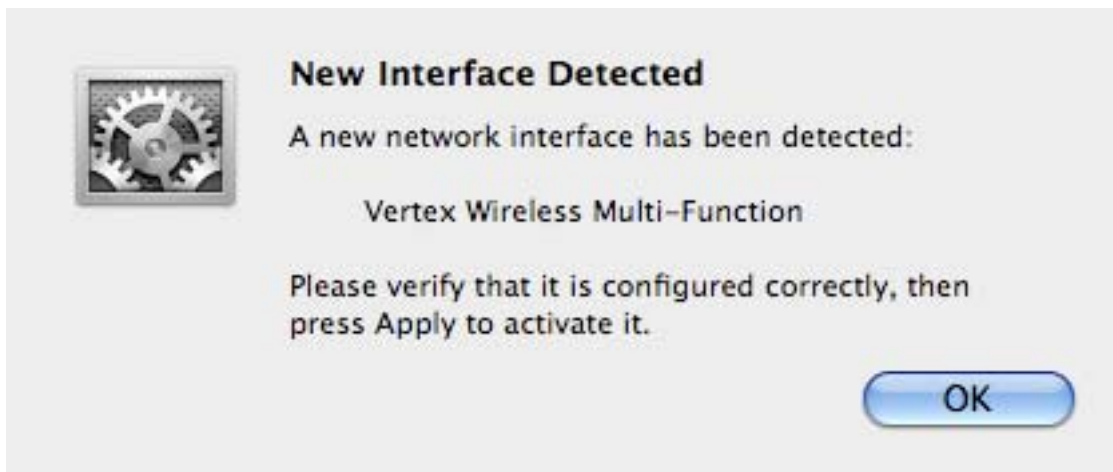 New Interface Detected
A new network interface has been detected:
Vertex Wireless Multi-Function
Please verify that it is configured correctly, then
press Apply to activate it.
OK